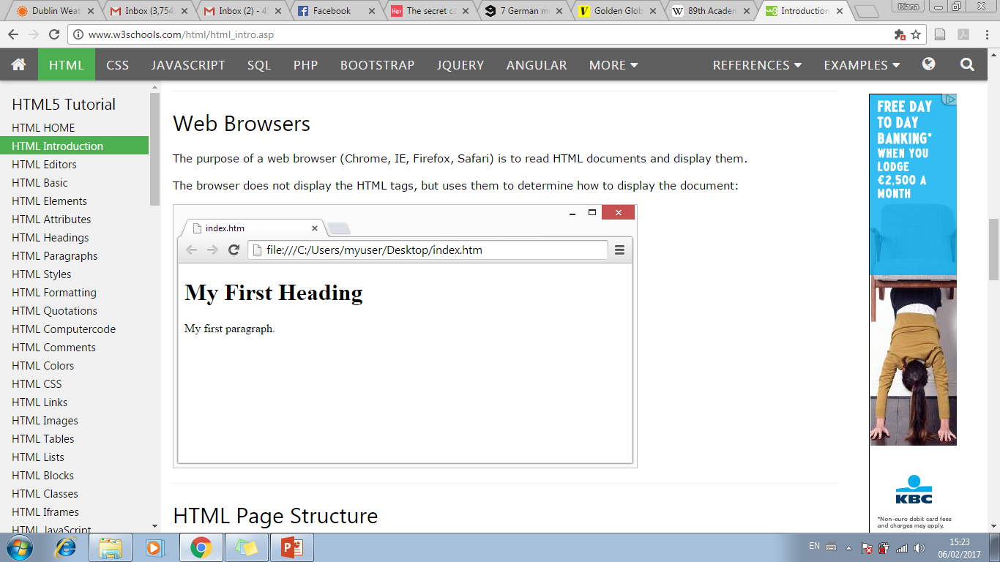 Dublin Weat
Inbox (3,754
Inbox (2) - 45
Facebook
Her
The secret co
7 German m
Golden Glob
89th Academ
Introduction
Diana
www.w3schools.com/html/html_intro.asp
HTML
CSS
JAVASCRIPT
SQL
PHP
BOOTSTRAP
JQUERY
ANGULAR
MORE
REFERENCES
EXAMPLES
HTML5 Tutorial
HTML HOME
HTML Introduction
HTML Editors
HTML Basic
HTML Elements
HTML Attributes
HTML Headings
HTML Paragraphs
HTML Styles
HTML Formatting
HTML Quotations
HTML Computercode
HTML Comments
HTML Colors
HTML CSS
HTML Links
HTML Images
HTML Tables
HTML Lists
HTML Blocks
HTML Classes
HTML Iframes
HTML JavaScript
Web Browsers
The purpose of a web browser (Chrome, IE, Firefox, Safari) is to read HTML documents and display them.
The browser does not display the HTML tags, but uses them to determine how to display the document:
index.htm
file:///C:/Users/myuser/Desktop/index.htm
My First Heading
My first paragraph.
HTML Page Structure
FREE DAY
TO DAY
BANKING*
WHEN YOU
LODGE
€2,500 A
MONTH
KBC
*Non-euro debit card fees
and charges may apply.
EN
15:23
06/02/2017